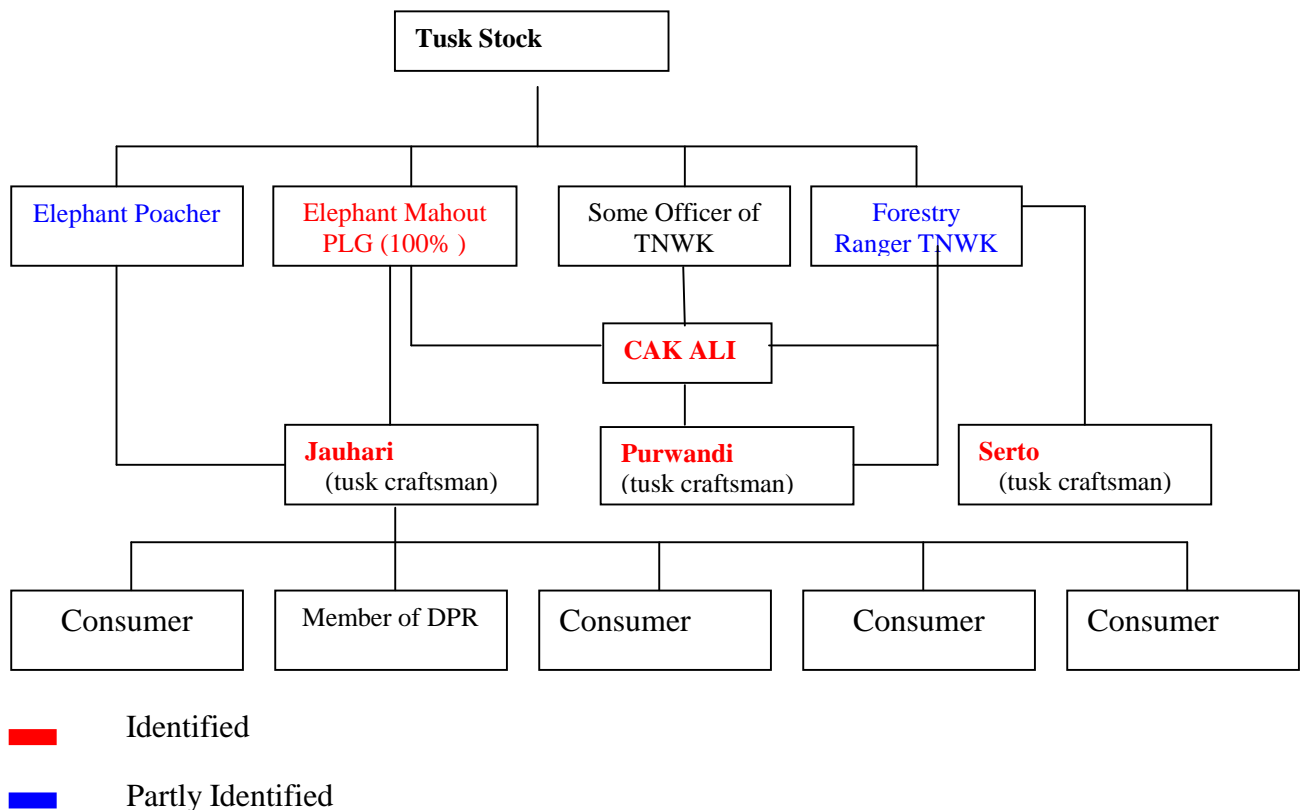 Tusk Stock
Elephant Poacher
Elephant Mahout
PLG (100% )
Some Officer of
TNWK
Forestry
Ranger TNWK
CAK ALI
Jauhari
(tusk craftsman)
Purwandi
(tusk craftsman)
Serto
(tusk craftsman)
Consumer
Member of DPR
Consumer
Consumer
Consumer
Identified
Partly Identified